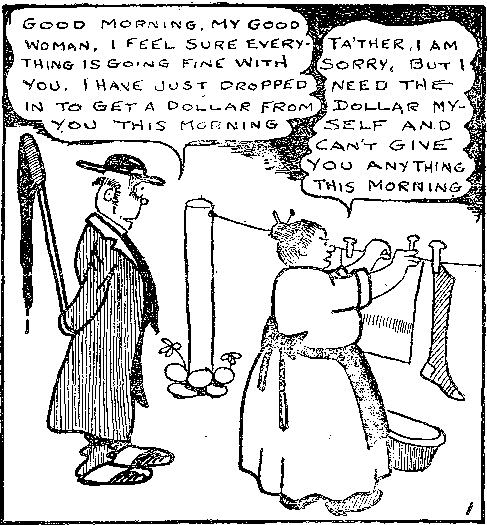 GOOD MORNING, MY GOOD
WOMAN, I FEEL SURE EVERY-
THING IS GOING FINE WITH
YOU. I HAVE JUST DROPPED
IN TO GET A DOLLAR FROM
YOU THIS MORNING
FATHER, I AM
SORRY, BUT I
NEED THE
DOLLAR MY-
SELF AND
CAN'T GIVE
YOU ANYTHING
THIS MORNING
1